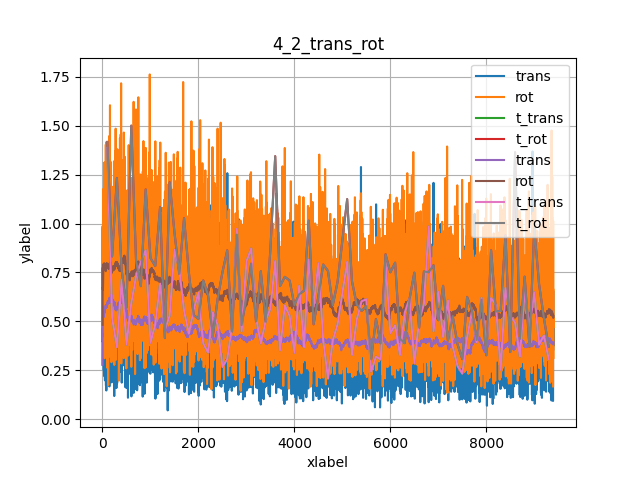 4_2_trans_rot
ylabel
1.75
1.50
1.25
1.00
0.75
0.50
0.25
0.00
trans
rot
t_trans
t_rot
trans
rot
t_trans
t_rot
0 2000 4000 6000 8000
xlabel